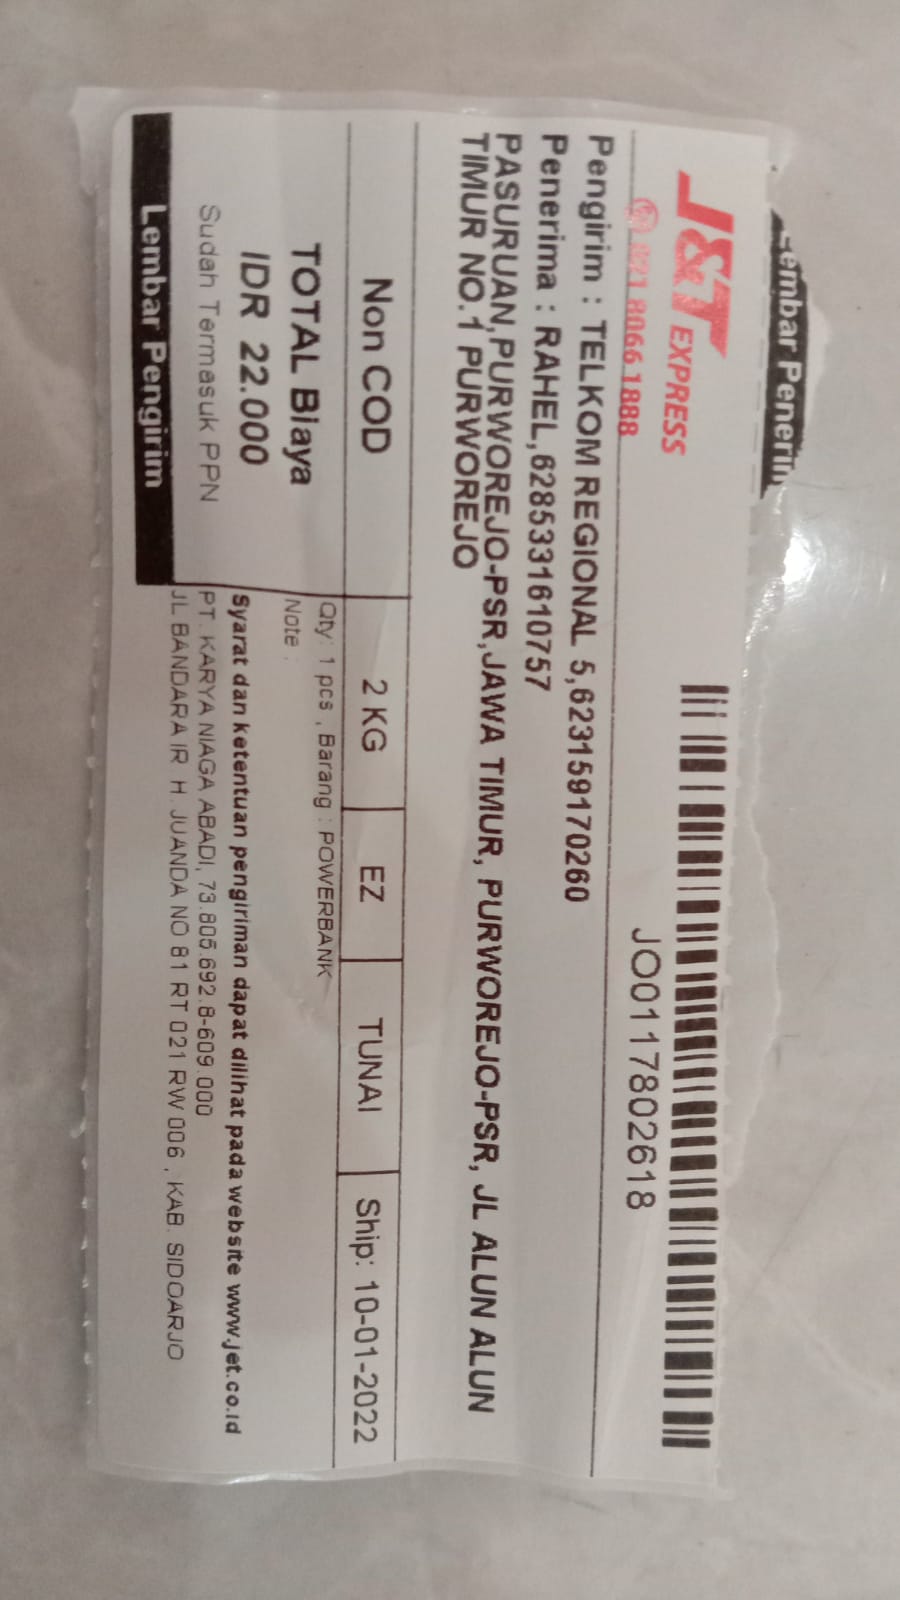 Lembar Penerim
J&T EXPRESS
021 8066 1888
JO0117802618
Pengirim : TELKOM REGIONAL 5,623159170260
Penerima : RAHEL,6285331610757
PASURUAN,PURWOREJO-PSR,JAWA TIMUR, PURWOREJO-PSR, JL ALUN ALUN
TIMUR NO.1 PURWOREJO
Non COD
2 KG
EZ
TUNAI
Ship: 10-01-2022
TOTAL Biaya
IDR 22.000
Sudah Termasuk PPN
Lembar Pengirim
Qty: 1 pcs , Barang : POWERBANK
Note :
Syarat dan ketentuan pengiriman dapat dilihat pada website www.jet.co.id
PT. KARYA NIAGA ABADI, 73.805.692.8-609.000
JL BANDARA IR. H. JUANDA NO 81 RT 021 RW 006 , KAB. SIDOARJO